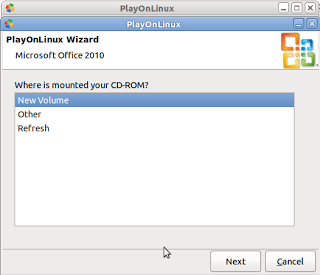 PlayOnLinux
PlayOnLinux
PlayOnLinux Wizard
Microsoft Office 2010
Where is mounted your CD-ROM?
New Volume
Other
Refresh
Next
Cancel